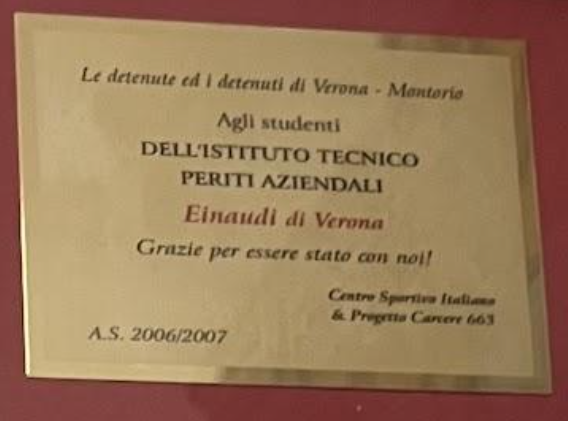 Le detenute ed i detenuti di Verona - Montorio
Agli studenti
DELL'ISTITUTO TECNICO
PERITI AZIENDALI
Einaudi di Verona
Grazie per essere stato con noi!
Centro Sportivo Italiano
& Progetto Carcere 663
A.S. 2006/2007